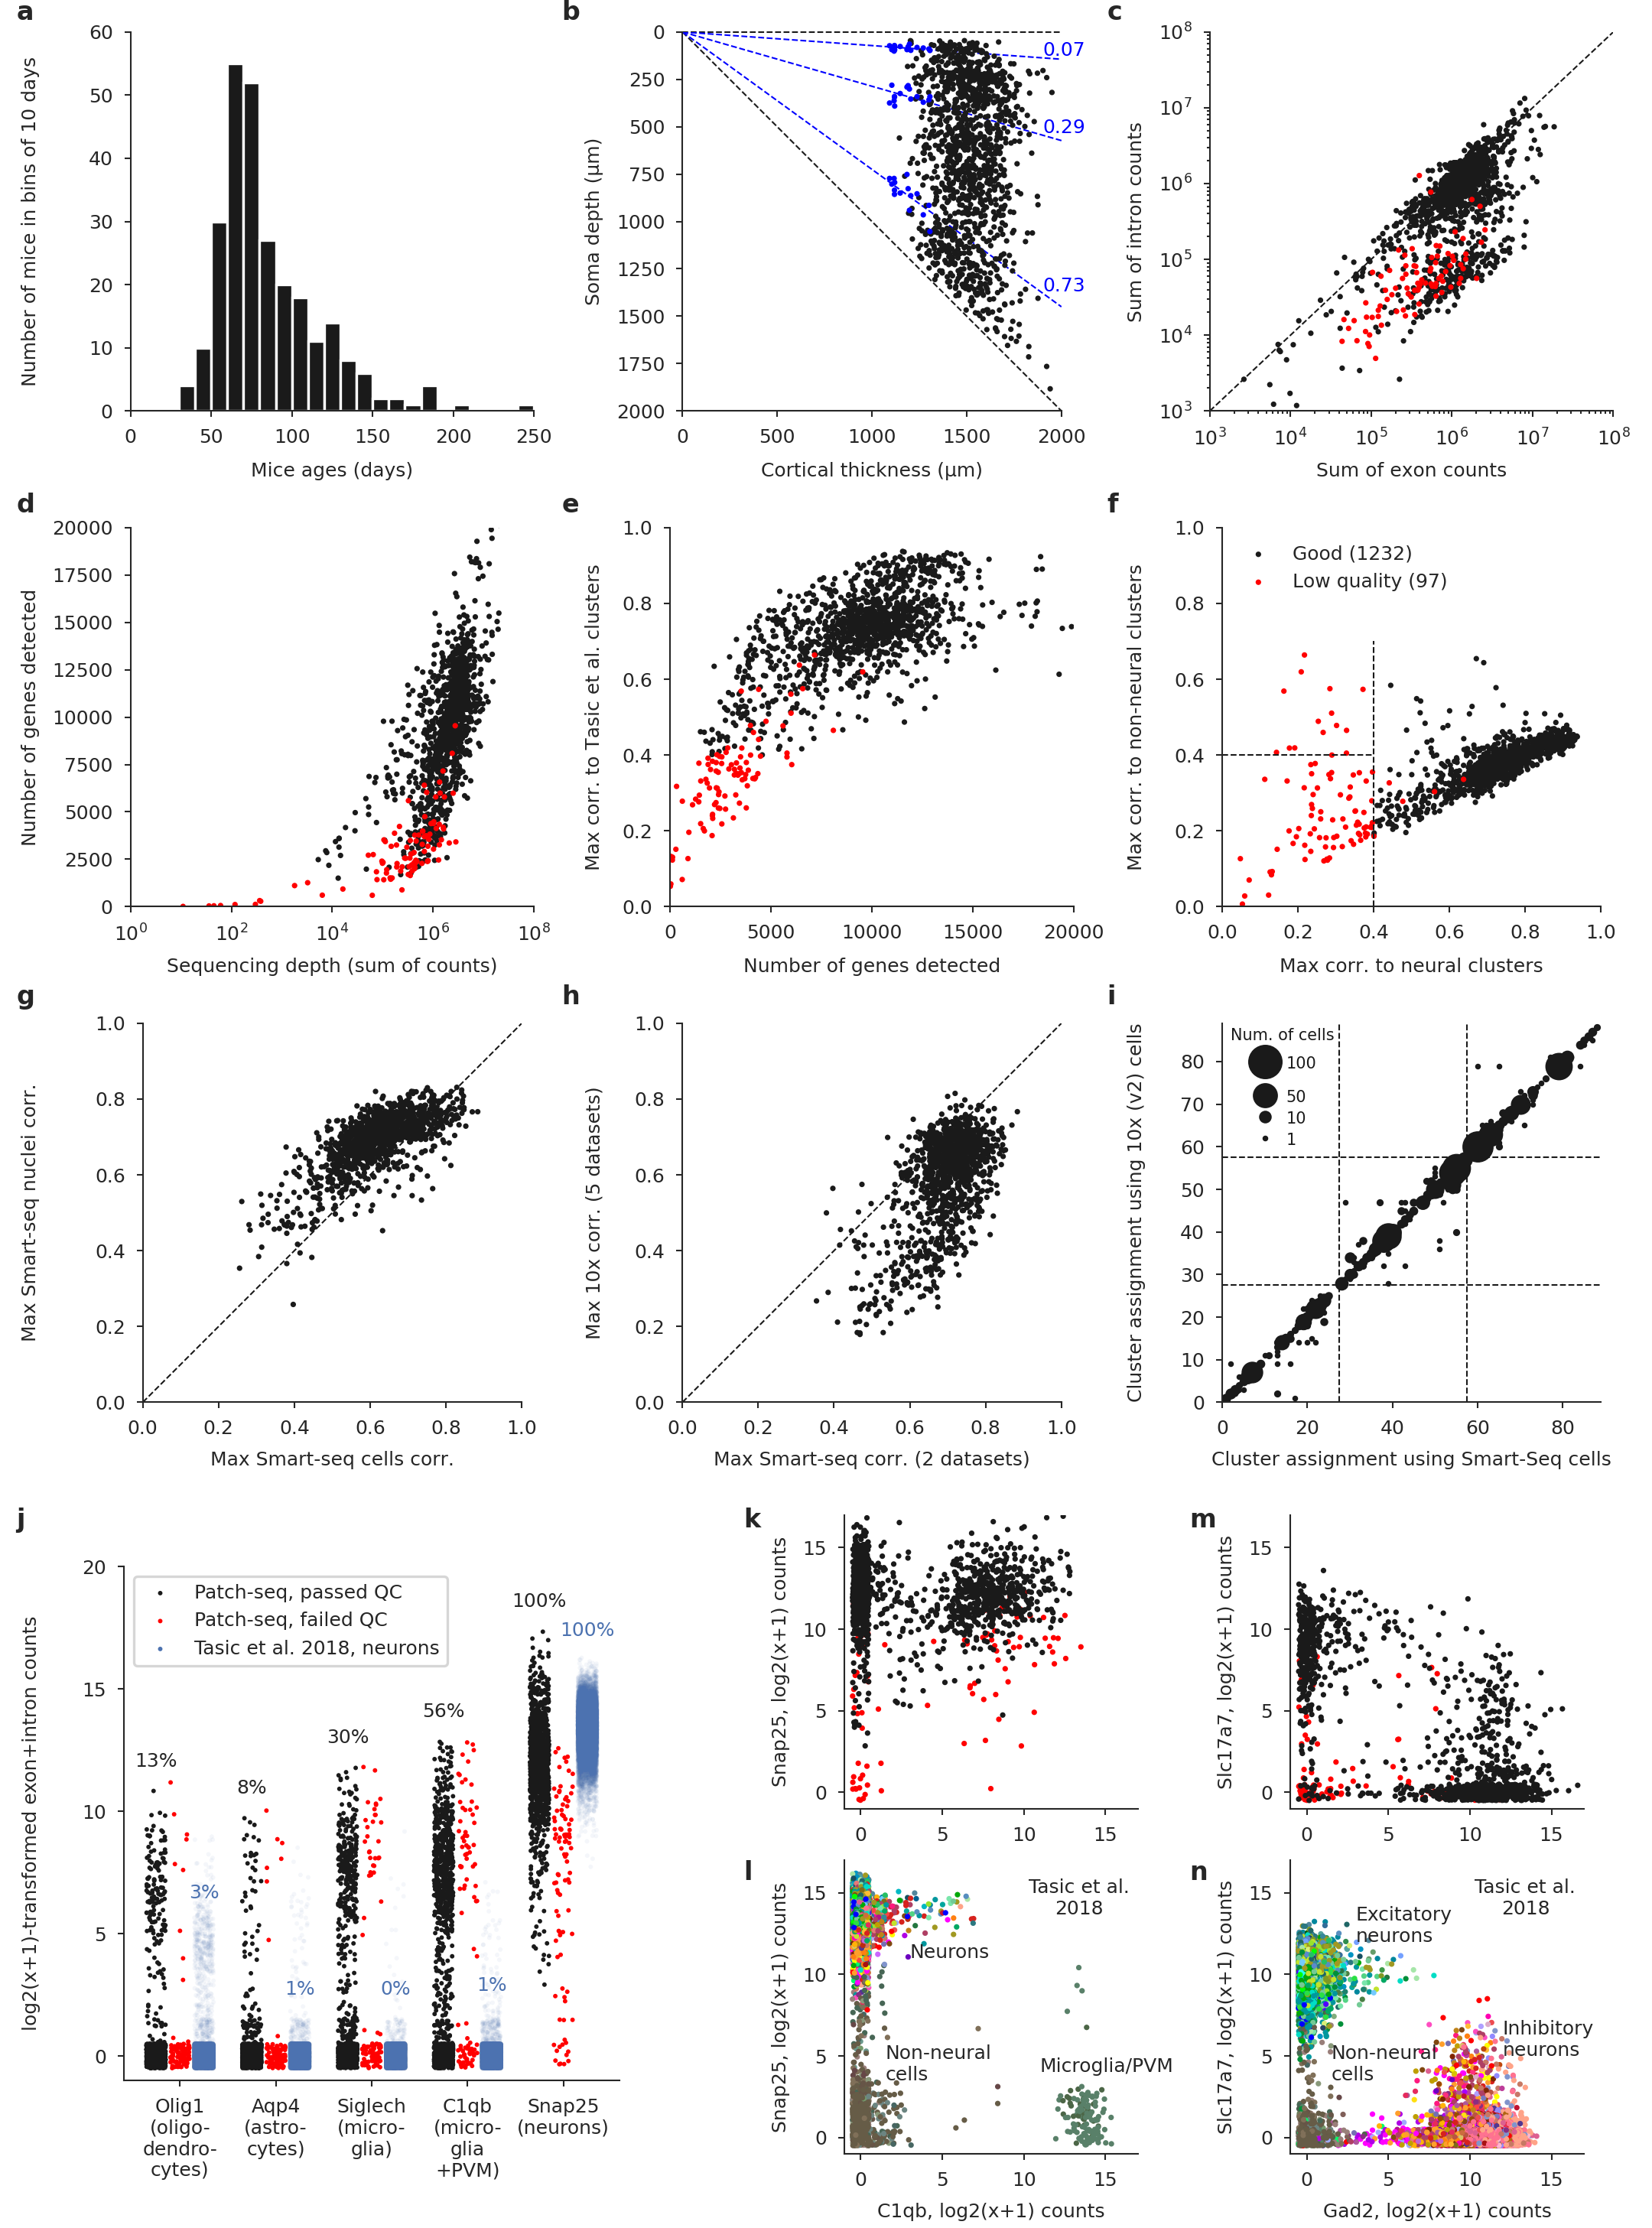 a
60
50
40
30
20
10
0
0 50 100 150 200 250
Number of mice in bins of 10 days
Mice ages (days)
b
0
250
500
750
1000
1250
1500
1750
2000
0 500 1000 1500 2000
0.07
0.29
0.73
Soma depth (μm)
Cortical thickness (μm)
c
10^8
10^7
10^6
10^5
10^4
10^3
10^3 10^4 10^5 10^6 10^7 10^8
Sum of intron counts
Sum of exon counts
d
20000
17500
15000
12500
10000
7500
5000
2500
0
10^0 10^2 10^4 10^6 10^8
Number of genes detected
Sequencing depth (sum of counts)
e
1.0
0.8
0.6
0.4
0.2
0.0
0 5000 10000 15000 20000
Max corr. to Tasic et al. clusters
Number of genes detected
f
1.0
0.8
0.6
0.4
0.2
0.0
0.0 0.2 0.4 0.6 0.8 1.0
Good (1232)
Low quality (97)
Max corr. to non-neural clusters
Max corr. to neural clusters
g
1.0
0.8
0.6
0.4
0.2
0.0
0.0 0.2 0.4 0.6 0.8 1.0
Max Smart-seq nuclei corr.
Max Smart-seq cells corr.
h
1.0
0.8
0.6
0.4
0.2
0.0
0.0 0.2 0.4 0.6 0.8 1.0
Max 10x corr. (5 datasets)
Max Smart-seq corr. (2 datasets)
i
80
70
60
50
40
30
20
10
0
0 20 40 60 80
Num. of cells
100
50
10
1
Cluster assignment using 10x (v2) cells
Cluster assignment using Smart-Seq cells
j
20
15
10
5
0
log2(x+1)-transformed exon+intron counts
Patch-seq, passed QC
Patch-seq, failed QC
Tasic et al. 2018, neurons
13%
3%
8%
1%
30%
0%
56%
1%
100%
100%
Olig1
(oligo-
dendro-
cytes)
Aqp4
(astro-
cytes)
Siglech
(micro-
glia)
C1qb
(micro-
glia
+PVM)
Snap25
(neurons)
k
15
10
5
0
0 5 10 15
Snap25, log2(x+1) counts
m
15
10
5
0
0 5 10 15
Slc17a7, log2(x+1) counts
l
15
10
5
0
0 5 10 15
Tasic et al.
2018
Neurons
Non-neural
cells
Microglia/PVM
Snap25, log2(x+1) counts
C1qb, log2(x+1) counts
n
15
10
5
0
0 5 10 15
Tasic et al.
2018
Excitatory
neurons
Inhibitory
neurons
Non-neural
cells
Slc17a7, log2(x+1) counts
Gad2, log2(x+1) counts